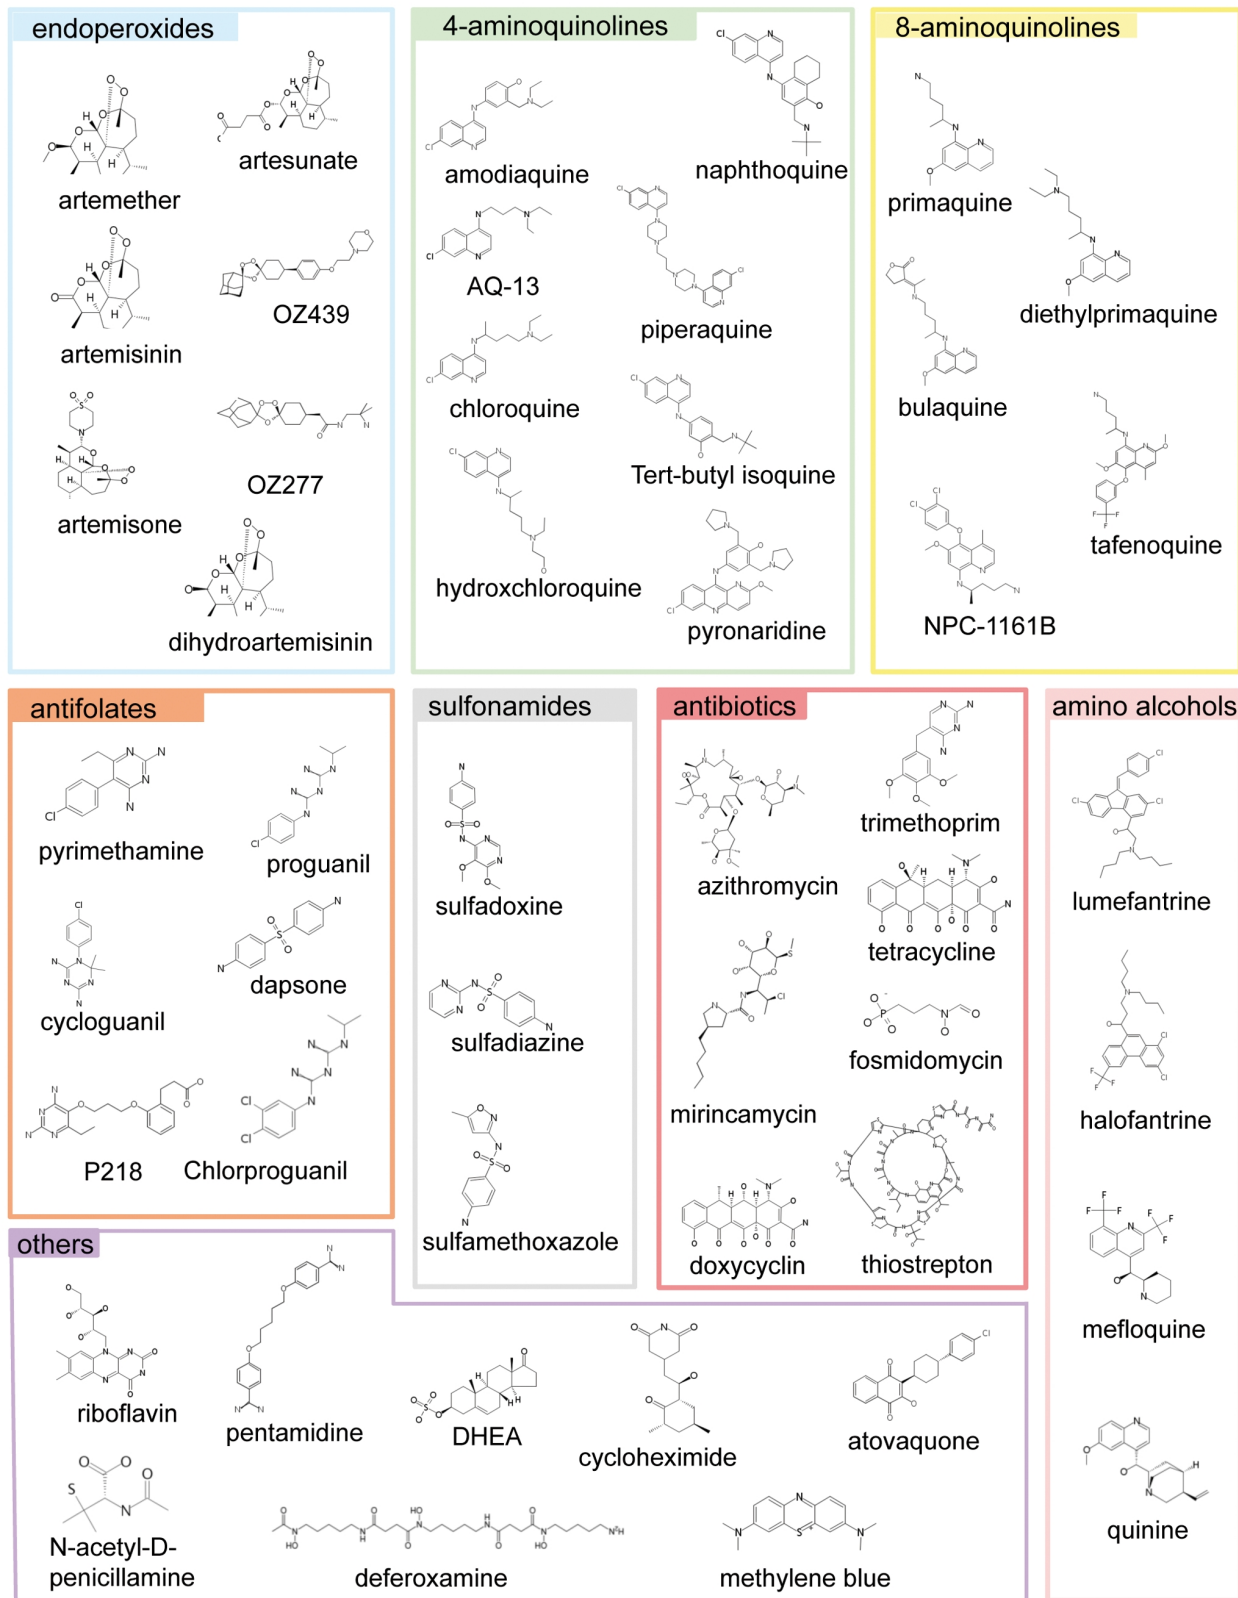 endoperoxides
artemether
artesunate
artemisinin
OZ439
artemisone
OZ277
dihydroartemisinin
4-aminoquinolines
amodiaquine
naphthoquine
AQ-13
piperaquine
chloroquine
Tert-butyl isoquine
hydroxchloroquine
pyronaridine
8-aminoquinolines
primaquine
diethylprimaquine
bulaquine
tafenoquine
NPC-1161B
antifolates
pyrimethamine
proguanil
cycloguanil
dapsone
P218
Chlorproguanil
sulfonamides
sulfadoxine
sulfadiazine
sulfamethoxazole
antibiotics
azithromycin
trimethoprim
tetracycline
mirincamycin
fosmidomycin
doxycyclin
thiostrepton
amino alcohols
lumefantrine
halofantrine
mefloquine
quinine
others
riboflavin
pentamidine
DHEA
cycloheximide
atovaquone
N-acetyl-D-
penicillamine
deferoxamine
methylene blue